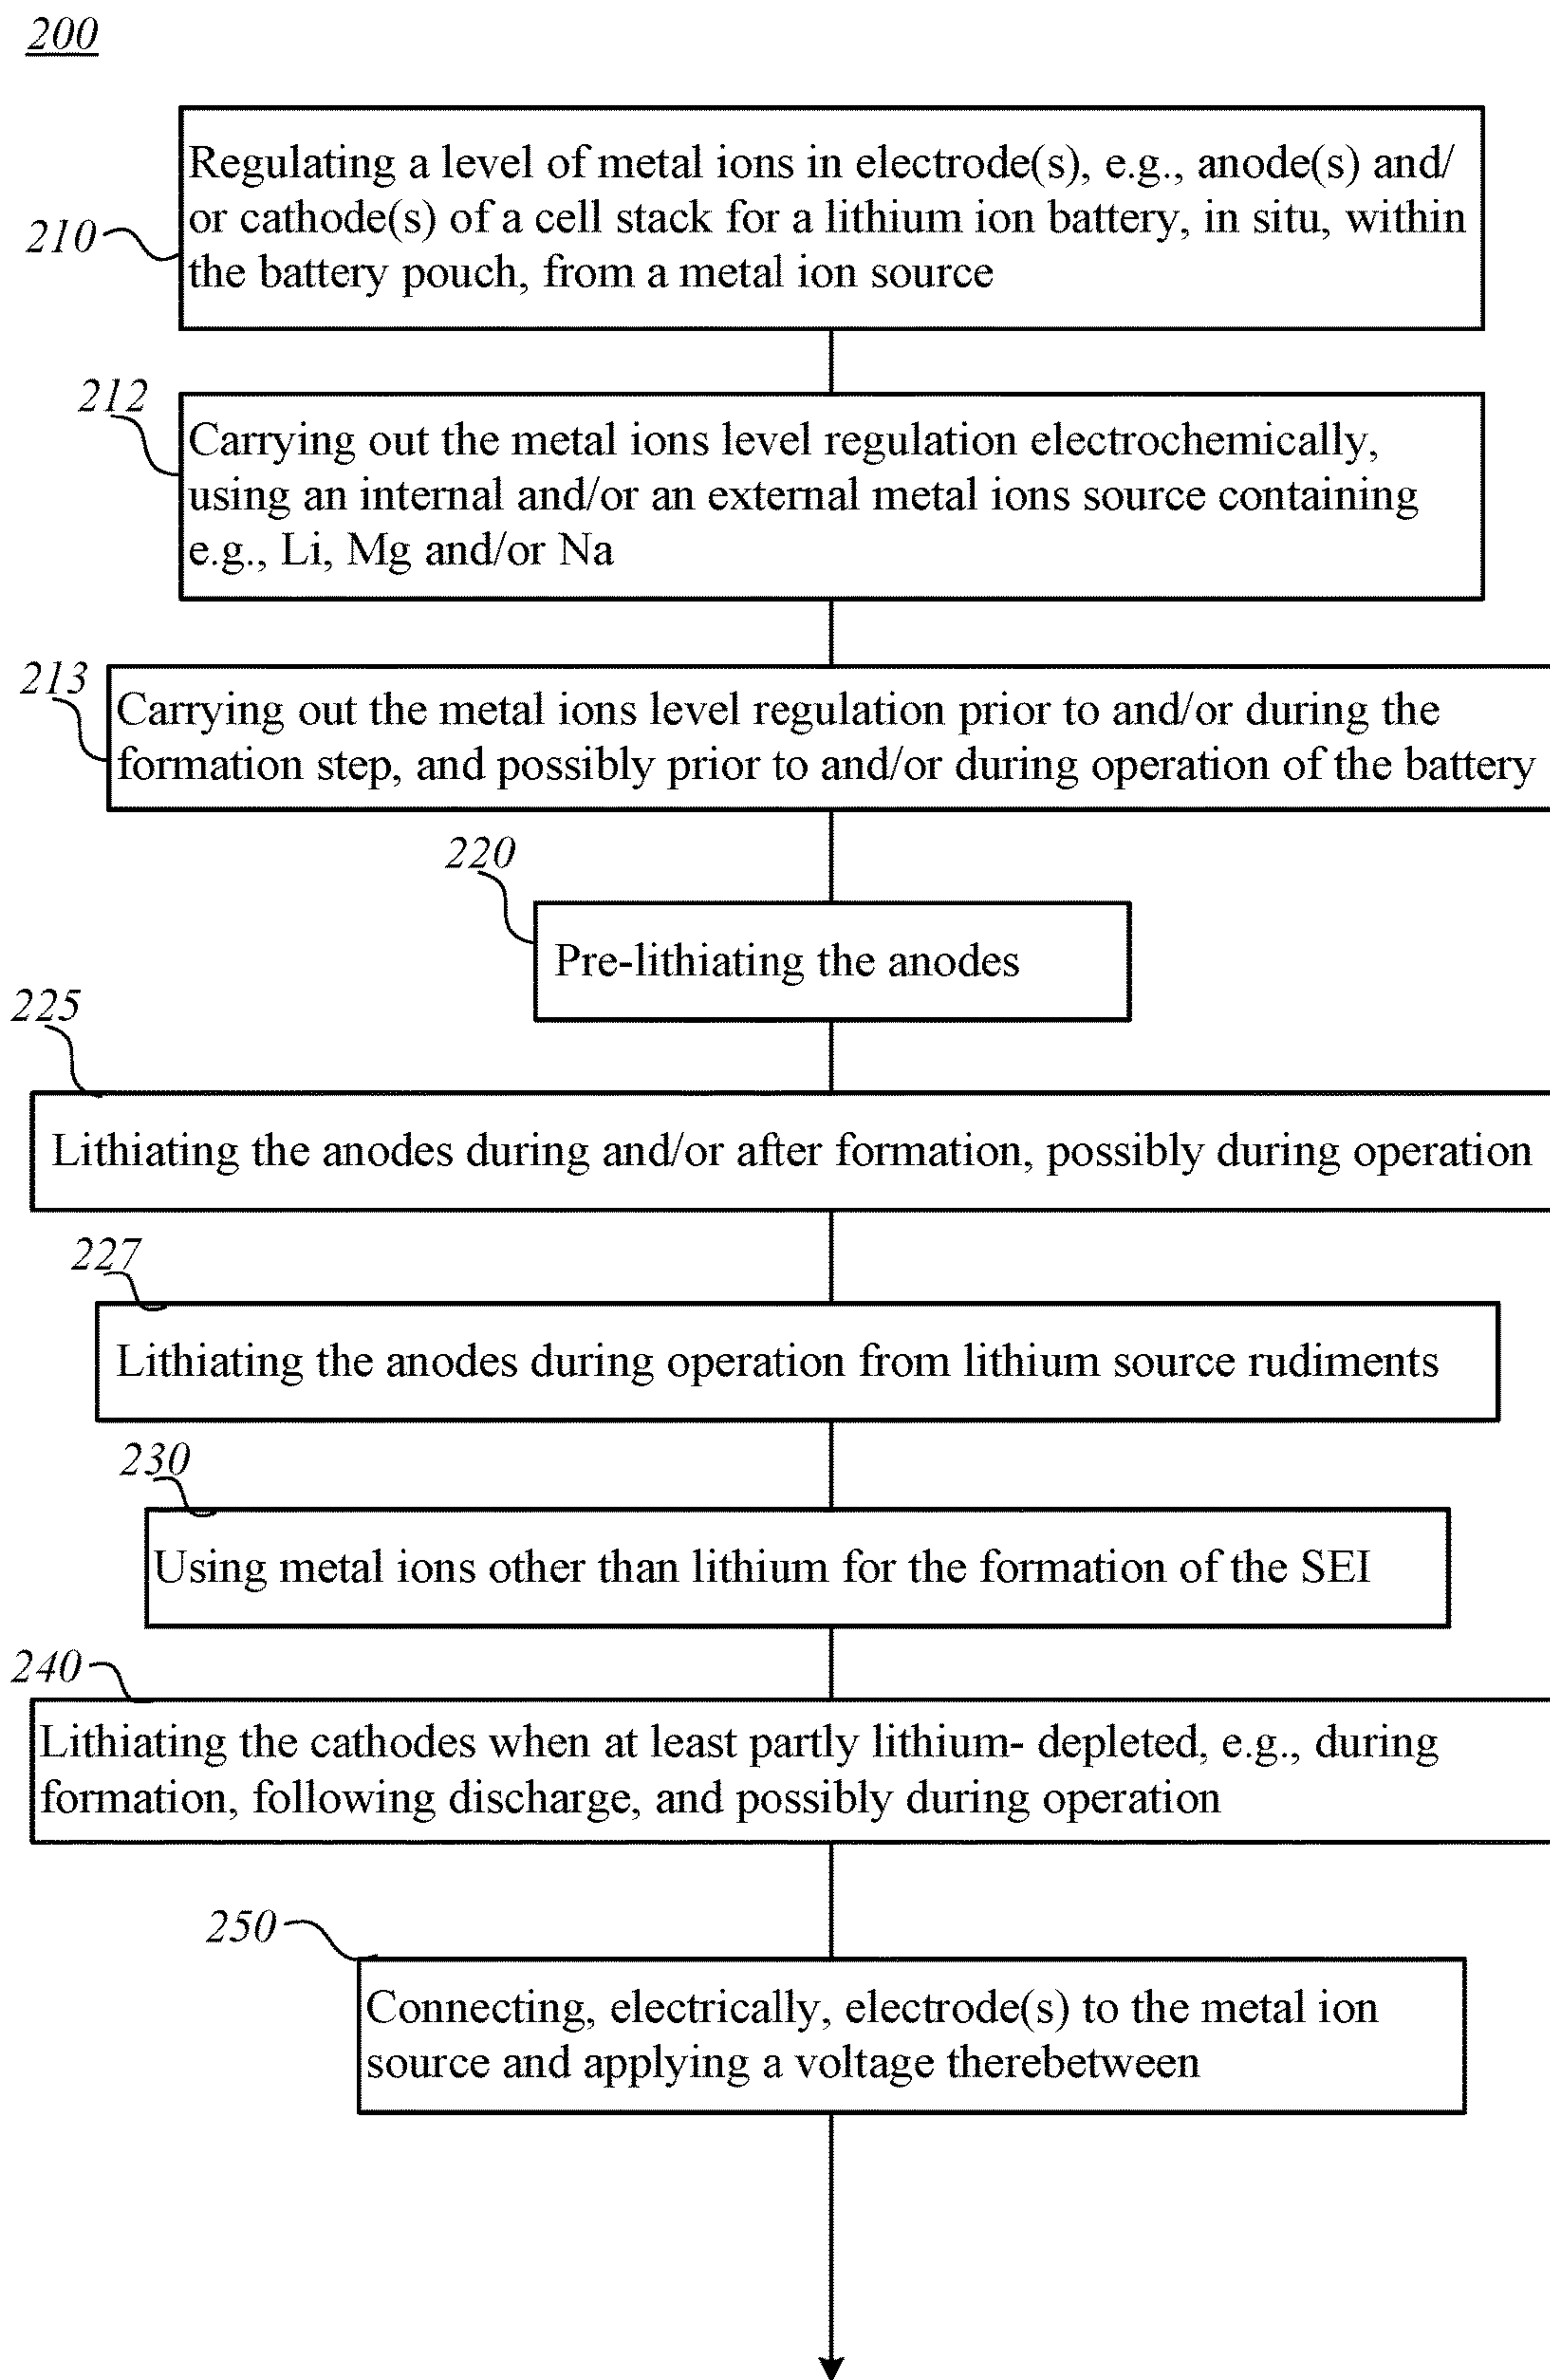 200
Regulating a level of metal ions in electrode(s), e.g., anode(s) and/
or cathode(s) of a cell stack for a lithium ion battery, in situ, within
210
the battery pouch, from a metal ion source
212
Carrying out the metal ions level regulation electrochemically,
using an internal and/or an external metal ions source containing
e.g., Li, Mg and/or Na
213
Carrying out the metal ions level regulation prior to and/or during the
formation step, and possibly prior to and/or during operation of the battery
220
Pre-lithiating the anodes
225
Lithiating the anodes during and/or after formation, possibly during operation
227
Lithiating the anodes during operation from lithium source rudiments
230
Using metal ions other than lithium for the formation of the SEI
240
Lithiating the cathodes when at least partly lithium- depleted, e.g., during
formation, following discharge, and possibly during operation
250
Connecting, electrically, electrode(s) to the metal ion
source and applying a voltage therebetween